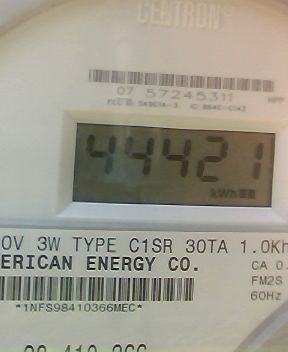 CENTRON®
07 57245311
44421
kWh
0V 3W TYPE C1SR 30TA 1.0Kh
ERICAN ENERGY CO.
CA 0.
FM2S
*1NFS98410366MEC*
60Hz